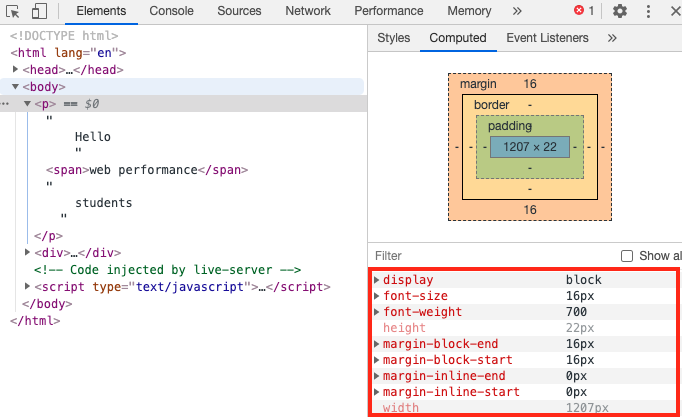 Elements Console Sources Network Performance Memory » 1
<!DOCTYPE html>
<html lang="en">
<head>…</head>
<body>
<p> == $0
"
Hello
"
<span>web performance</span>
"
students
"
</p>
<div>…</div>
<!-- Code injected by live-server -->
<script type="text/javascript">…</script>
</body>
</html>
Styles Computed Event Listeners »
margin 16
border -
padding -
- - - 1207 × 22 - - -
-
-
16
Filter Show al
display block
font-size 16px
font-weight 700
height 22px
margin-block-end 16px
margin-block-start 16px
margin-inline-end 0px
margin-inline-start 0px
width 1207px